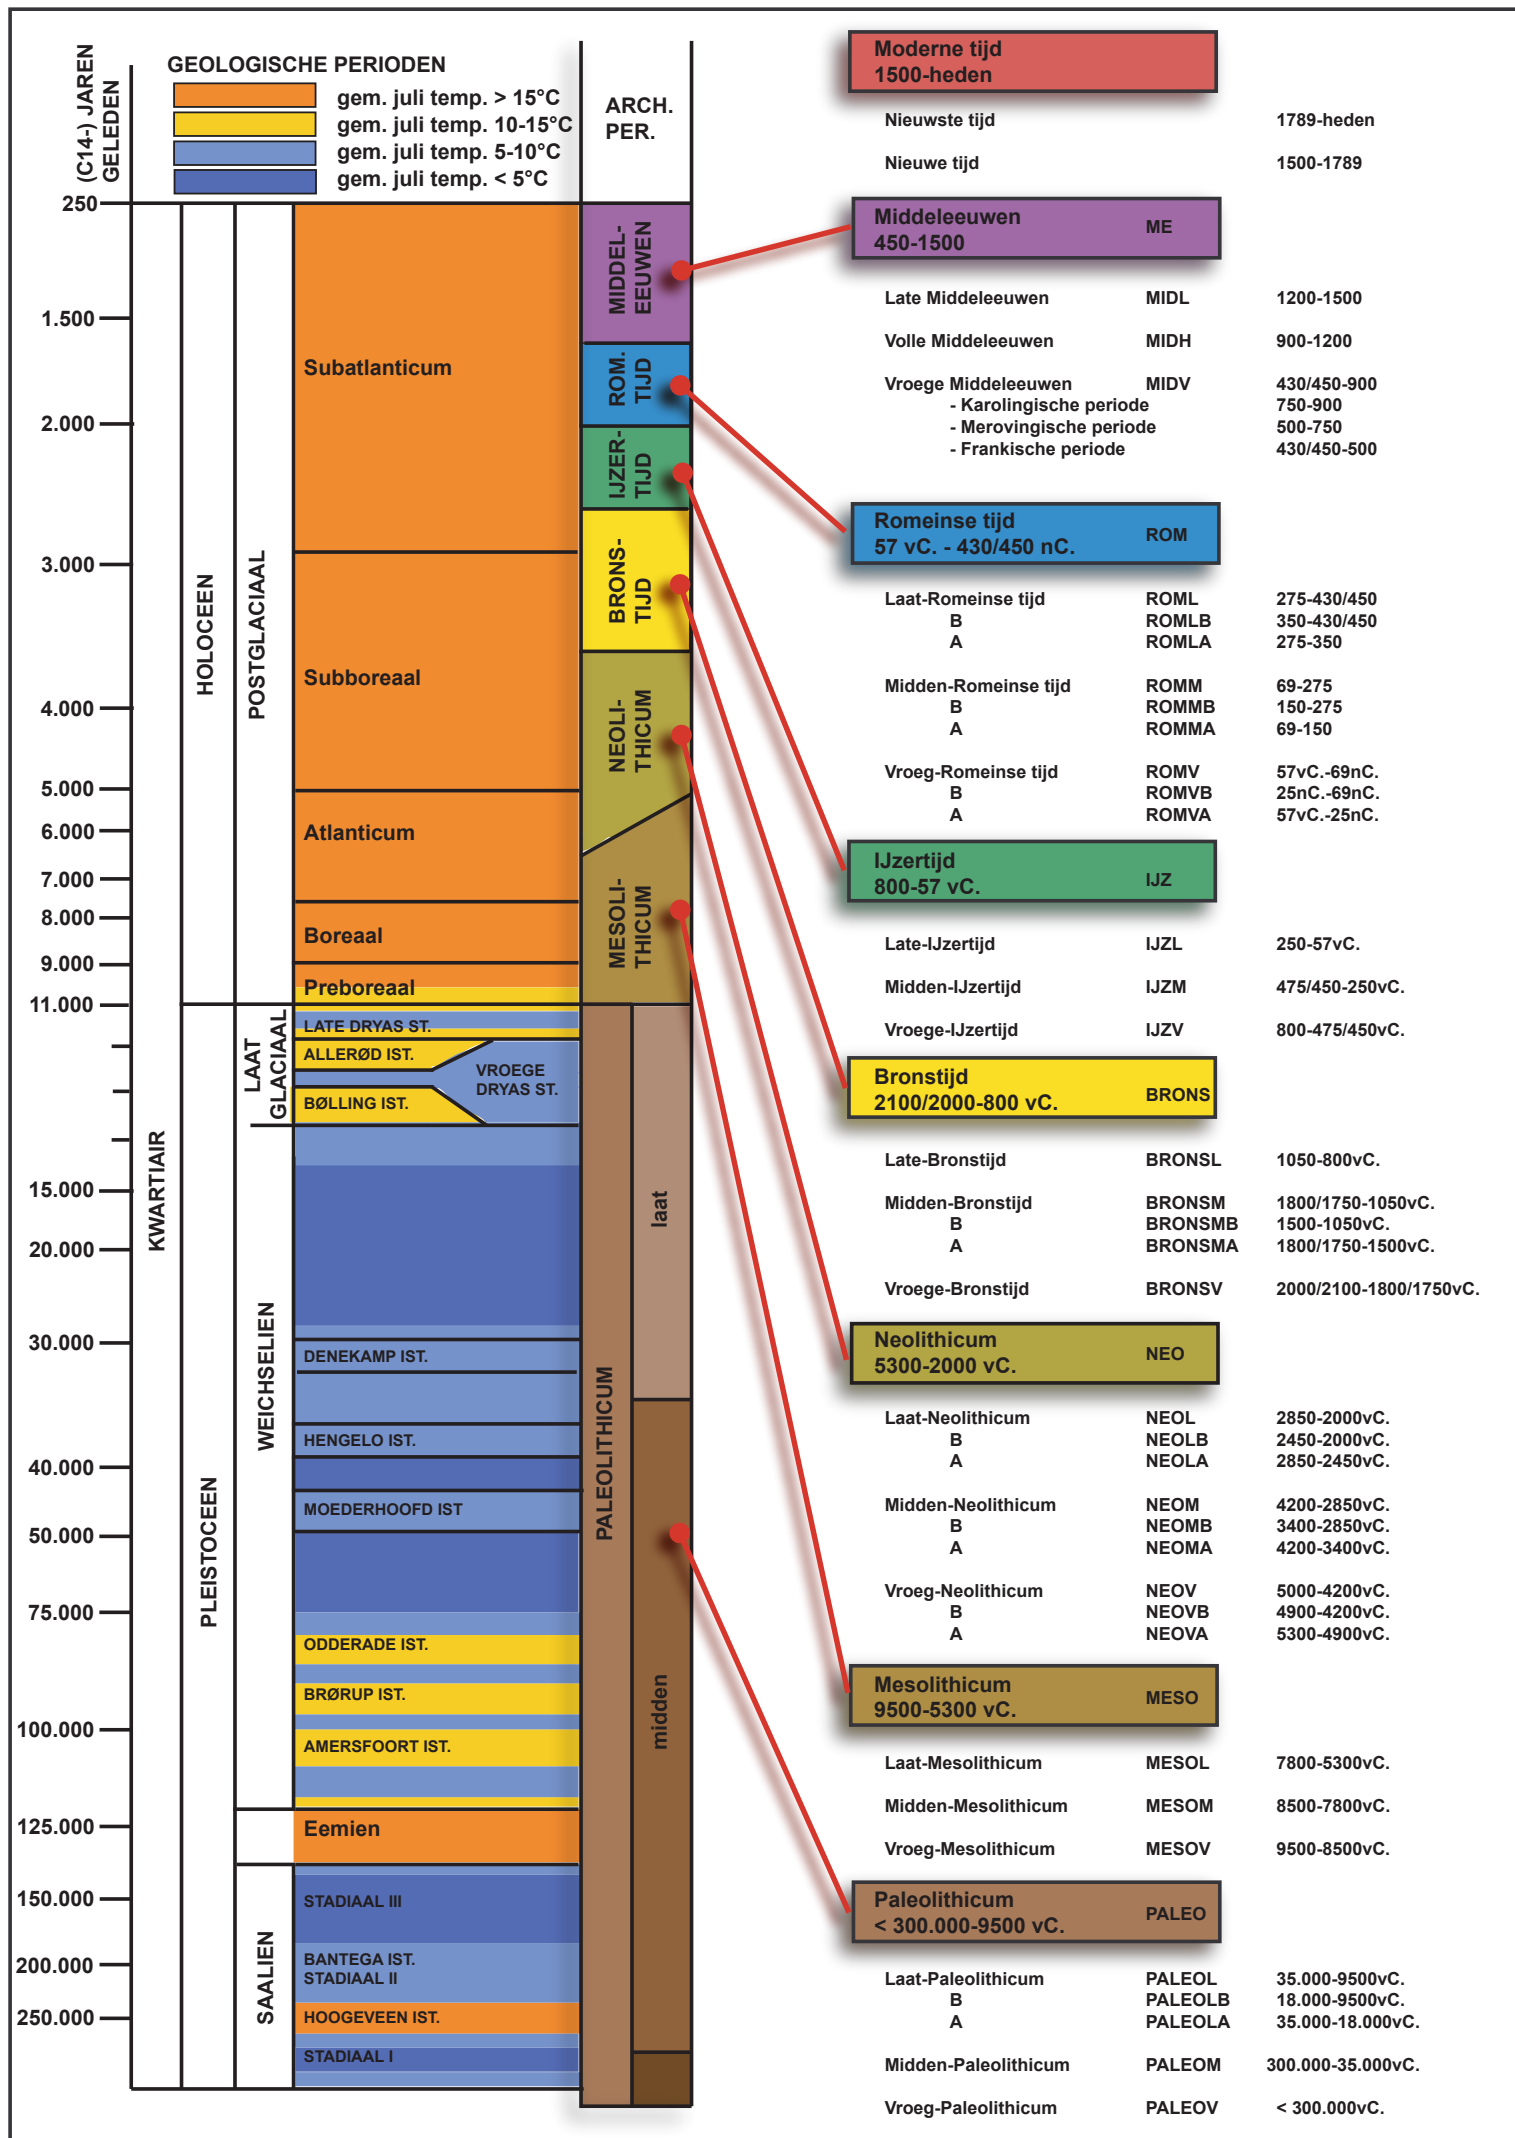 (C14-) JAREN
GELEDEN
GEOLOGISCHE PERIODEN
gem. juli temp. > 15°C
gem. juli temp. 10-15°C
gem. juli temp. 5-10°C
gem. juli temp. < 5°C
ARCH.
PER.
250
1.500
2.000
3.000
4.000
5.000
6.000
7.000
8.000
9.000
11.000
15.000
20.000
30.000
40.000
50.000
75.000
100.000
125.000
150.000
200.000
250.000
KWARTIAIR
HOLOCEEN
PLEISTOCEEN
POSTGLACIAAL
LAAT
GLACIAAL
WEICHSELIEN
SAALIEN
Subatlanticum
Subboreaal
Atlanticum
Boreaal
Preboreaal
LATE DRYAS ST.
ALLERØD IST.
VROEGE
DRYAS ST.
BØLLING IST.
DENEKAMP IST.
HENGELO IST.
MOEDERHOOFD IST
ODDERADE IST.
BRØRUP IST.
AMERSFOORT IST.
Eemien
STADIAAL III
BANTEGA IST.
STADIAAL II
HOOGEVEEN IST.
STADIAAL I
MIDDEL-
EEUWEN
ROM.
TIJD
IJZER-
TIJD
BRONS-
TIJD
NEOLI-
THICUM
MESOLI-
THICUM
PALEOLITHICUM
laat
midden
Moderne tijd
1500-heden
Nieuwste tijd 1789-heden
Nieuwe tijd 1500-1789
Middeleeuwen ME
450-1500
Late Middeleeuwen MIDL 1200-1500
Volle Middeleeuwen MIDH 900-1200
Vroege Middeleeuwen MIDV 430/450-900
- Karolingische periode 750-900
- Merovingische periode 500-750
- Frankische periode 430/450-500
Romeinse tijd ROM
57 vC. - 430/450 nC.
Laat-Romeinse tijd ROML 275-430/450
B ROMLB 350-430/450
A ROMLA 275-350
Midden-Romeinse tijd ROMM 69-275
B ROMMB 150-275
A ROMMA 69-150
Vroeg-Romeinse tijd ROMV 57vC.-69nC.
B ROMVB 25nC.-69nC.
A ROMVA 57vC.-25nC.
IJzertijd IJZ
800-57 vC.
Late-IJzertijd IJZL 250-57vC.
Midden-IJzertijd IJZM 475/450-250vC.
Vroege-IJzertijd IJZV 800-475/450vC.
Bronstijd BRONS
2100/2000-800 vC.
Late-Bronstijd BRONSL 1050-800vC.
Midden-Bronstijd BRONSM 1800/1750-1050vC.
B BRONSMB 1500-1050vC.
A BRONSMA 1800/1750-1500vC.
Vroege-Bronstijd BRONSV 2000/2100-1800/1750vC.
Neolithicum NEO
5300-2000 vC.
Laat-Neolithicum NEOL 2850-2000vC.
B NEOLB 2450-2000vC.
A NEOLA 2850-2450vC.
Midden-Neolithicum NEOM 4200-2850vC.
B NEOMB 3400-2850vC.
A NEOMA 4200-3400vC.
Vroeg-Neolithicum NEOV 5000-4200vC.
B NEOVB 4900-4200vC.
A NEOVA 5300-4900vC.
Mesolithicum MESO
9500-5300 vC.
Laat-Mesolithicum MESOL 7800-5300vC.
Midden-Mesolithicum MESOM 8500-7800vC.
Vroeg-Mesolithicum MESOV 9500-8500vC.
Paleolithicum PALEO
< 300.000-9500 vC.
Laat-Paleolithicum PALEOL 35.000-9500vC.
B PALEOLB 18.000-9500vC.
A PALEOLA 35.000-18.000vC.
Midden-Paleolithicum PALEOM 300.000-35.000vC.
Vroeg-Paleolithicum PALEOV < 300.000vC.